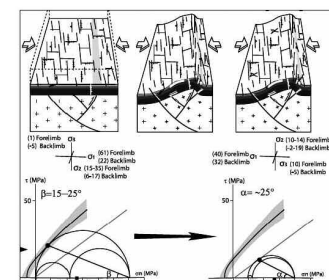 (1) Forelimb
(-5) Backlimb
σ3
σ1
(61) Forelimb
(22) Backlimb
σ2
(15-35) Forelimb
(6-17) Backlimb
σ2 (10-14) Forelimb
(-2-19) Backlimb
(40) Forelimb
(32) Backlimb
σ1
σ3
(10) Forelimb
(-5) Backlimb
τ (MPa)
β=15–25°
50
β
σn (MPa)
τ (MPa)
α= ~25°
50
α
σn (MPa)